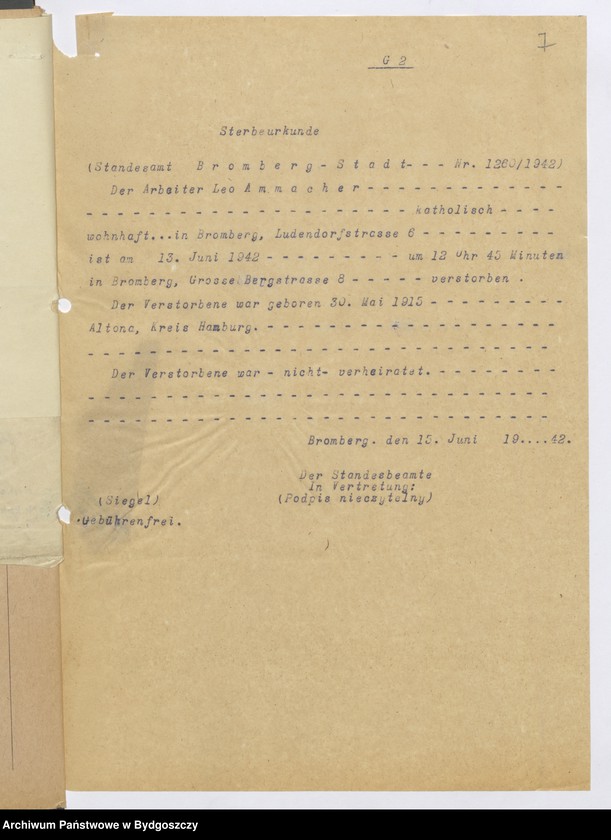 7
G 2
Sterbeurkunde
(Standesamt B r o m b e r g - S t a d t - - - Nr. 1260/1942)
Der Arbeiter Leo A m m a c h e r - - - - - - - - - - - - -
- - - - - - - - - - - - - - - - - - - - - katholisch - - - -
wohnhaft...in Bromberg, Ludendorfstrasse 6 - - - - - - - - -
ist am 13. Juni 1942 - - - - - - - - - um 12 Uhr 45 Minuten
in Bromberg, Grosse Bergstrasse 8 - - - - - verstorben .
Der Verstorbene war geboren 30. Mai 1915 - - - - - - - - -
Altona, Kreis Hamburg. - - - - - - - - - - - - - - - - - - -
- - - - - - - - - - - - - - - - - - - - - - - - - - - - - -
Der Verstorbene war - nicht- verheiratet. - - - - - - - -
- - - - - - - - - - - - - - - - - - - - - - - - - - - - - -
- - - - - - - - - - - - - - - - - - - - - - - - - - - - - -
Bromberg. den 15. Juni 19....42.
Der Standesbeamte
In Vertretung:
(Siegel) (Podpis nieczytelny)
Gebührenfrei.
)
Archiwum Państwowe w Bydgoszczy